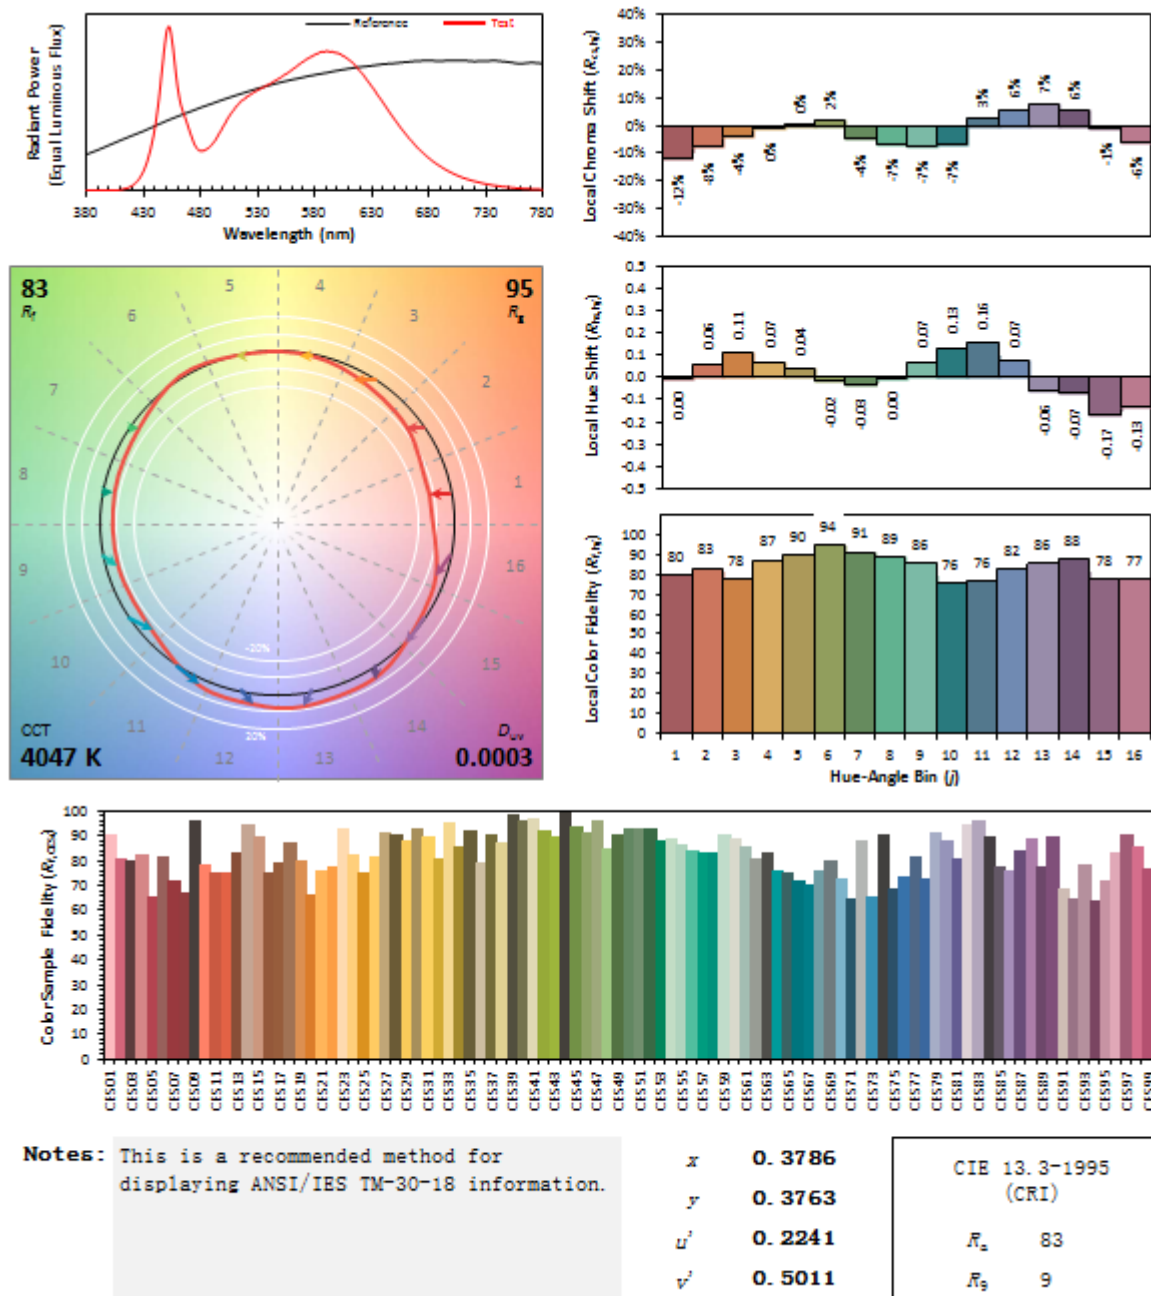 Reference
Test
Radiant Power
(Equal Luminous Flux)
380 430 480 530 580 630 680 730 780
Wavelength (nm)
Local Chroma Shift (Rcs,hj)
40%
30%
20%
10%
0%
-10%
-20%
-30%
-40%
-12% -8% -4% 0% 0% 2% -4% -7% -7% -7% 3% 6% 7% 6% -1% -6%
83
Rf
95
Rg
1
2
3
4
5
6
7
8
9
10
11
12
13
14
15
16
-20%
20%
CCT
4047 K
Duv
0.0003
Local Hue Shift (Rhs,hj)
0.5
0.4
0.3
0.2
0.1
0.0
-0.1
-0.2
-0.3
-0.4
-0.5
0.00 0.06 0.11 0.07 0.04 -0.02 -0.03 0.00 0.07 0.13 0.16 0.07 -0.06 -0.07 -0.17 -0.13
Local Color Fidelity (Rf,hj)
100
90
80
70
60
50
40
30
20
10
0
80 83 78 87 90 94 91 89 86 76 76 82 86 88 78 77
1 2 3 4 5 6 7 8 9 10 11 12 13 14 15 16
Hue-Angle Bin (j)
Color Sample Fidelity (Rf,CESi)
100
90
80
70
60
50
40
30
20
10
0
CES01 CES03 CES05 CES07 CES09 CES11 CES13 CES15 CES17 CES19 CES21 CES23 CES25 CES27 CES29 CES31 CES33 CES35 CES37 CES39 CES41 CES43 CES45 CES47 CES49 CES51 CES53 CES55 CES57 CES59 CES61 CES63 CES65 CES67 CES69 CES71 CES73 CES75 CES77 CES79 CES81 CES83 CES85 CES87 CES89 CES91 CES93 CES95 CES97 CES99
Notes: This is a recommended method for
displaying ANSI/IES TM-30-18 information.
x 0.3786
y 0.3763
u' 0.2241
v' 0.5011
CIE 13.3-1995
(CRI)
Ra 83
R9 9